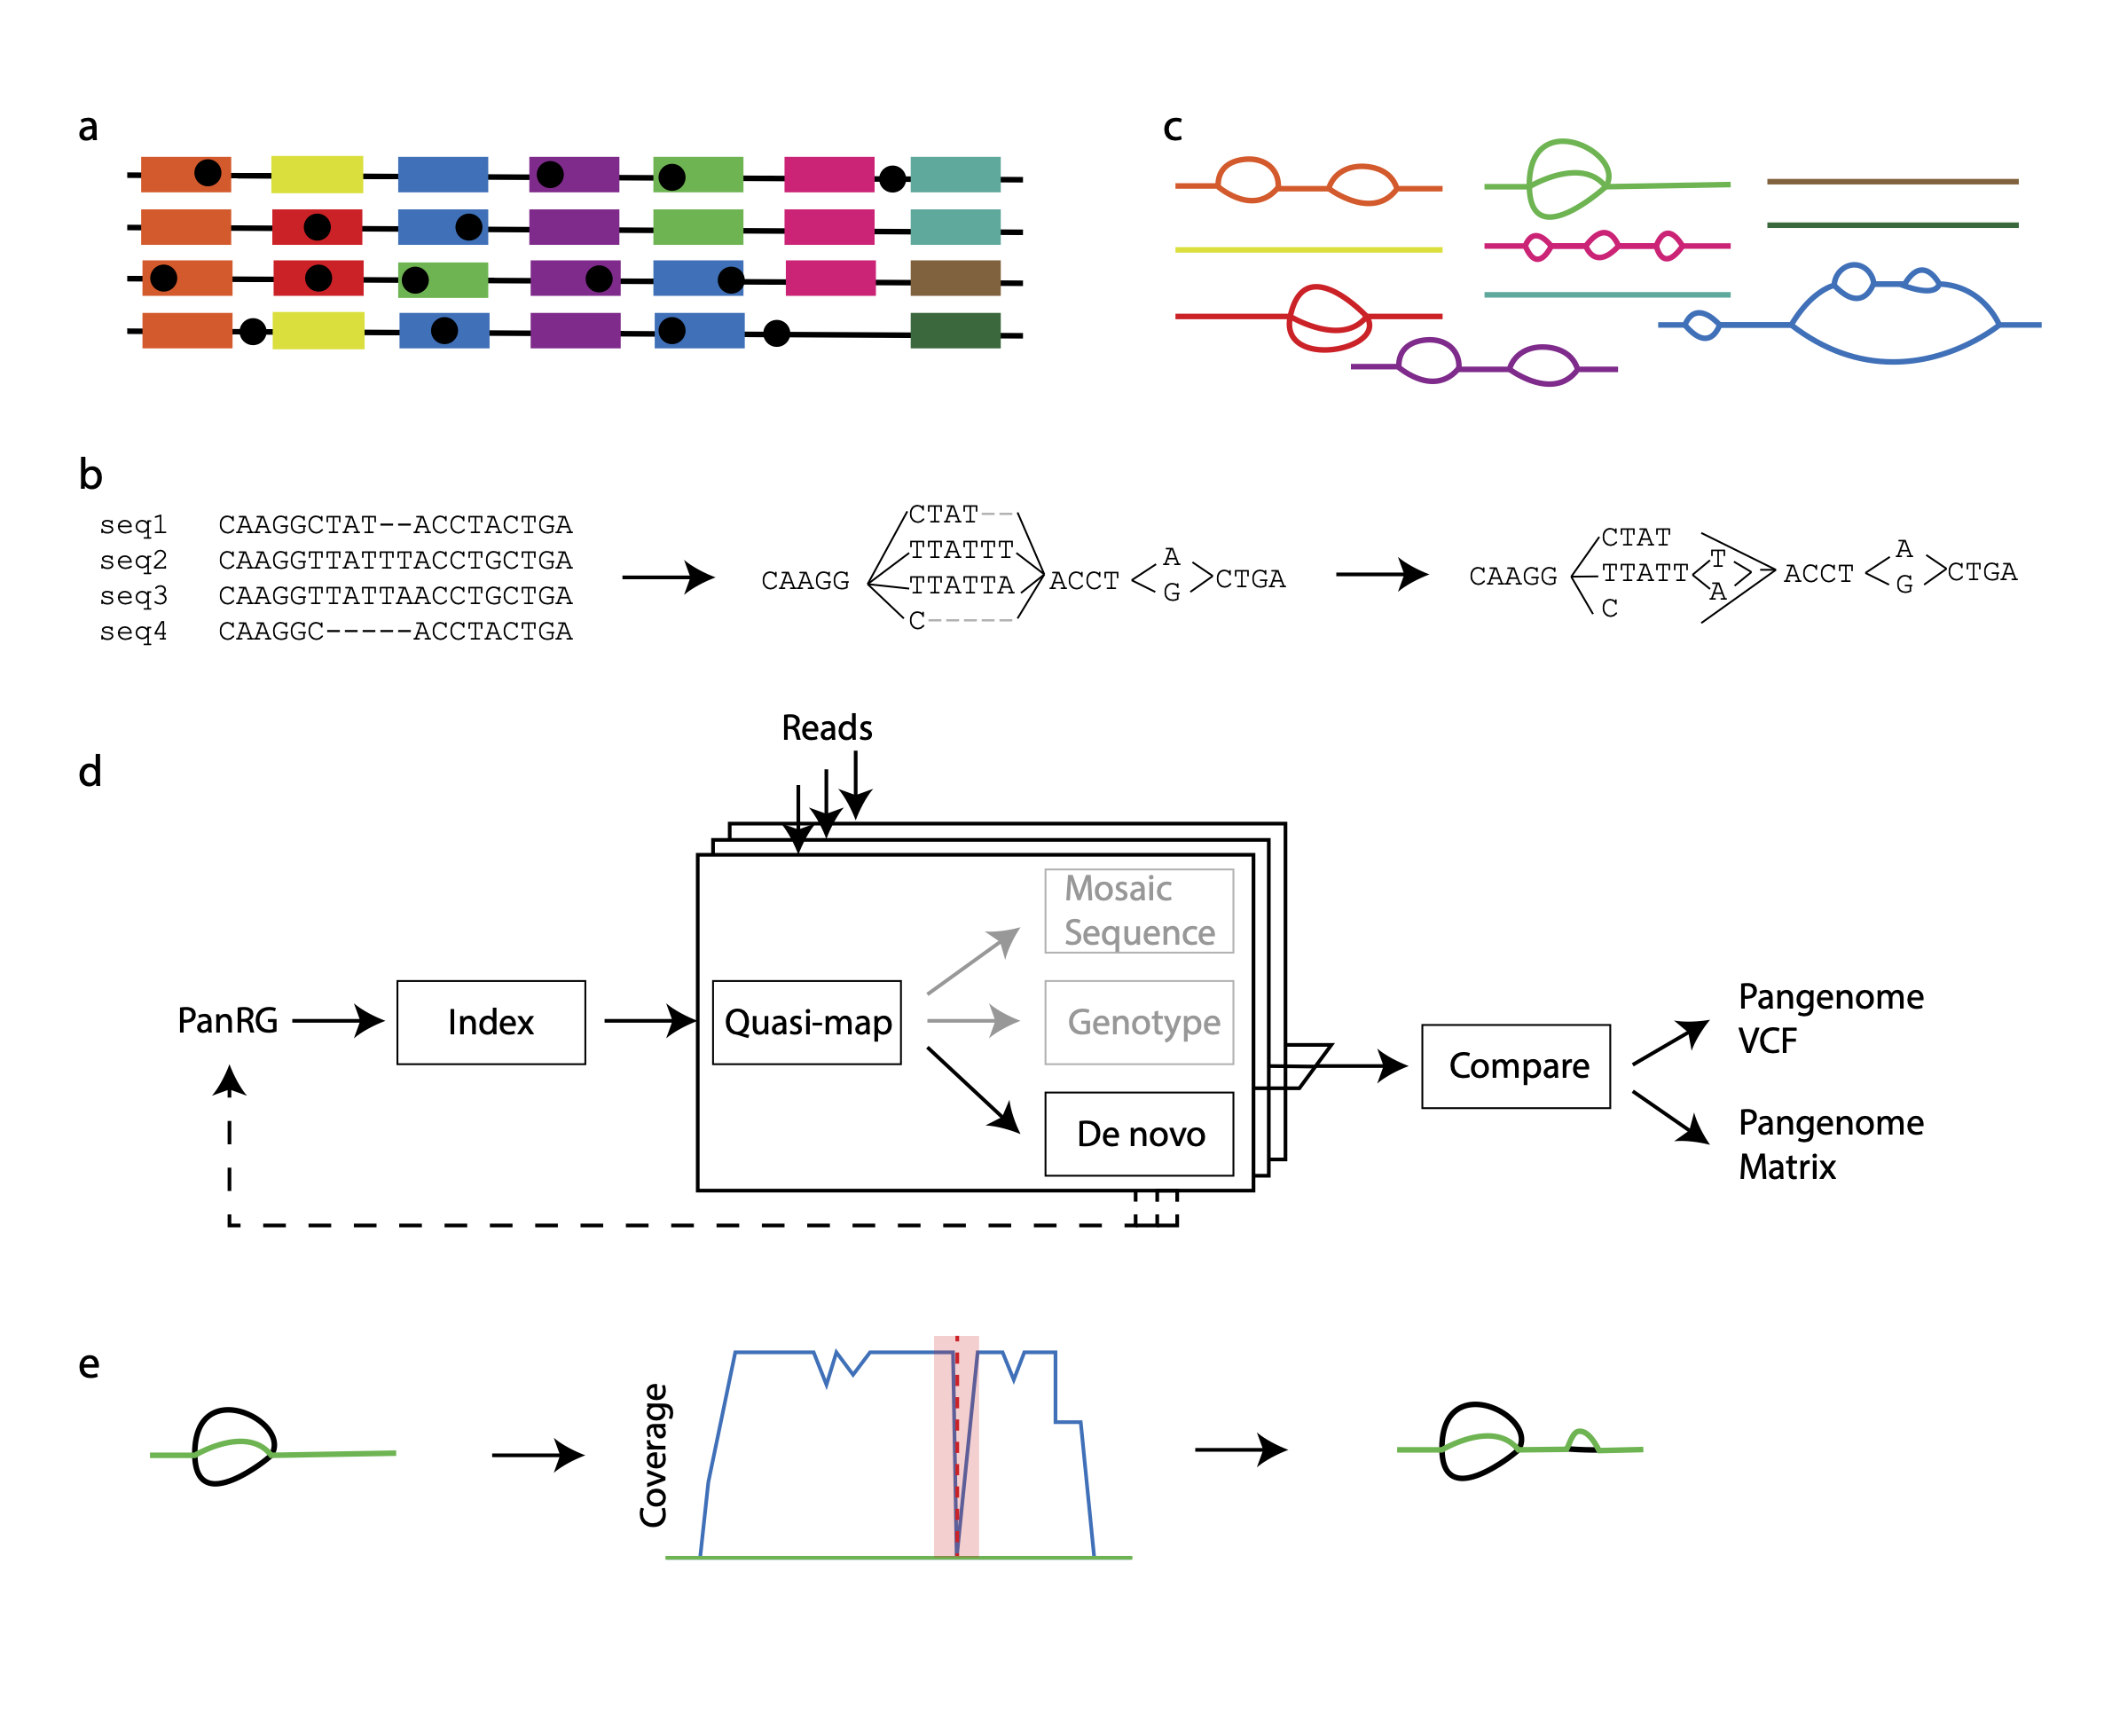 a
c
b
seq1 CAAGGCTAT--ACCTACTGA
seq2 CAAGGTTATTTACCTGCTGA
seq3 CAAGGTTATTAACCTGCTGA
seq4 CAAGGC-----ACCTACTGA
CAAGG
CTAT--
TTATTT
TTATTA
C-----
ACCT
A
G
CTGA
CAAGG
CTAT
TTATT
T
A
C
ACCT
A
G
CTGA
d
Reads
PanRG
Index
Quasi-map
Mosaic
Sequence
Genotype
De novo
Compare
Pangenome
VCF
Pangenome
Matrix
e
Coverage